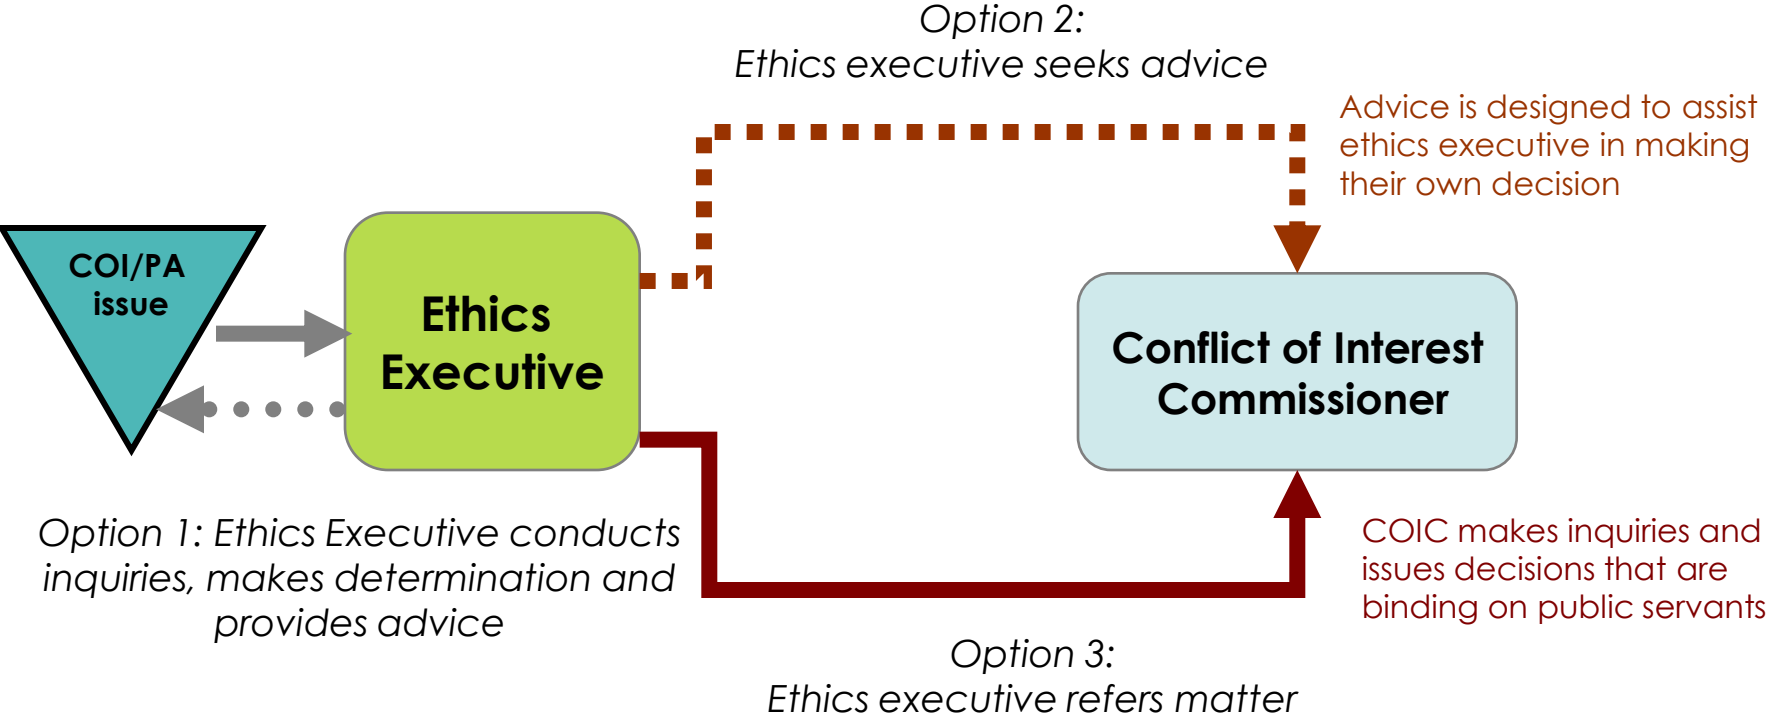 Option 2:
Ethics executive seeks advice
Advice is designed to assist
ethics executive in making
their own decision
COI/PA
issue
Ethics
Executive
Conflict of Interest
Commissioner
Option 1: Ethics Executive conducts
inquiries, makes determination and
provides advice
COIC makes inquiries and
issues decisions that are
binding on public servants
Option 3:
Ethics executive refers matter